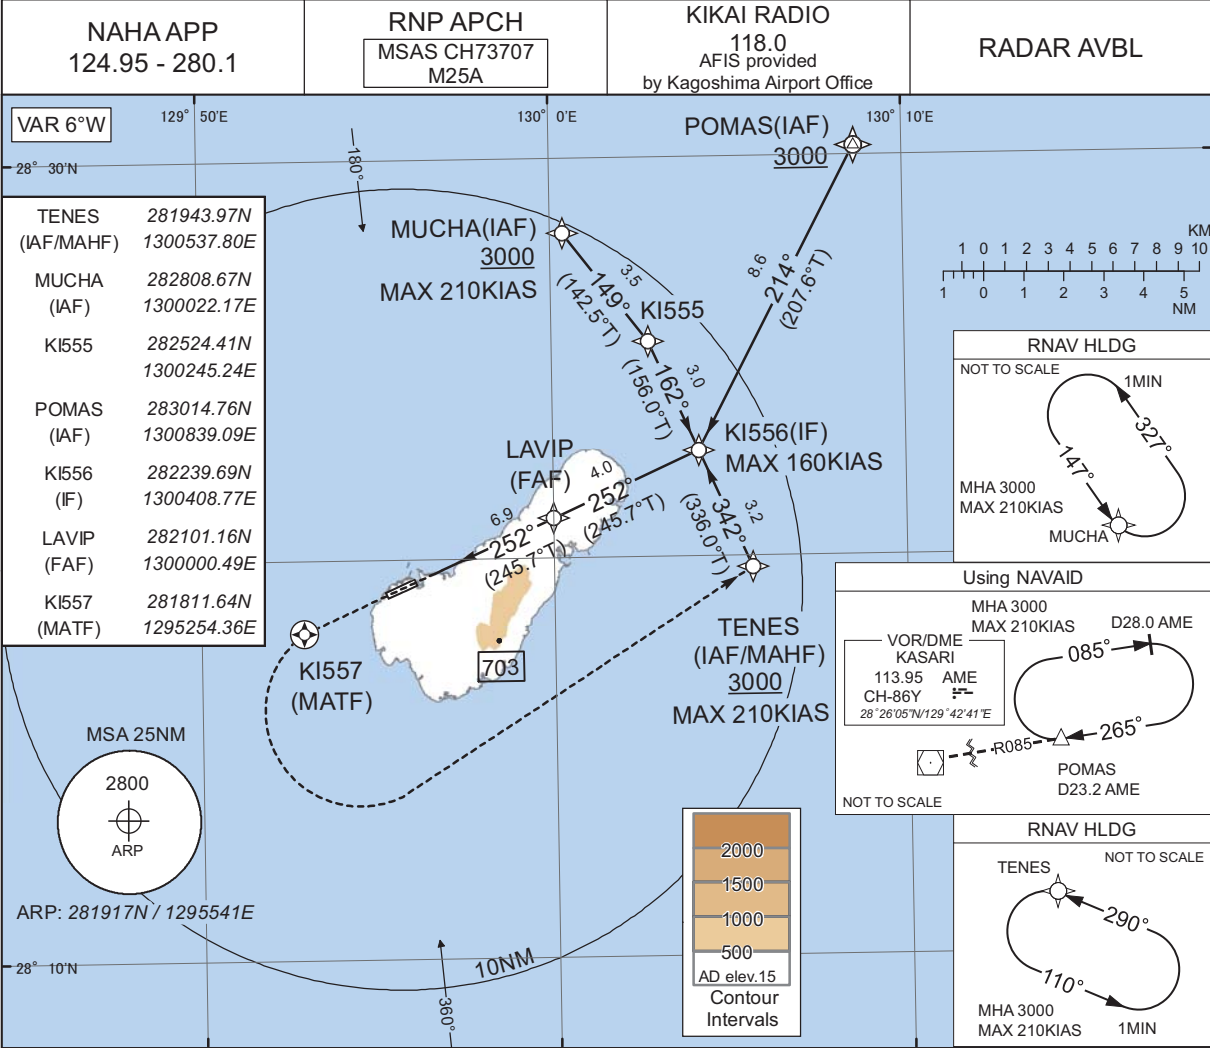 NAHA APP
124.95 - 280.1
RNP APCH
MSAS CH73707
M25A
KIKAI RADIO
118.0
AFIS provided
by Kagoshima Airport Office
RADAR AVBL
VAR 6°W
129° 50'E
130° 0'E
130° 10'E
28° 30'N
180°
POMAS(IAF)
3000
MUCHA(IAF)
3000
MAX 210KIAS
TENES 281943.97N
(IAF/MAHF) 1300537.80E
MUCHA 282808.67N
(IAF) 1300022.17E
KI555 282524.41N
1300245.24E
POMAS 283014.76N
(IAF) 1300839.09E
KI556 282239.69N
(IF) 1300408.77E
LAVIP 282101.16N
(FAF) 1300000.49E
KI557 281811.64N
(MATF) 1295254.36E
3.5
149°
(142.5°T)
KI555
8.6
214°
(207.6°T)
3.0
162°
(156.0°T)
KI556(IF)
MAX 160KIAS
LAVIP
(FAF)
4.0
252°
(245.7°T)
6.9
252°
(245.7°T)
3.2
342°
(336.0°T)
TENES
(IAF/MAHF)
3000
MAX 210KIAS
KI557
(MATF)
703
KM
1 0 1 2 3 4 5 6 7 8 9 10
1 0 1 2 3 4 5
NM
RNAV HLDG
NOT TO SCALE
1MIN
327°
147°
MHA 3000
MAX 210KIAS
MUCHA
Using NAVAID
MHA 3000
MAX 210KIAS
D28.0 AME
VOR/DME
KASARI
113.95 AME
CH-86Y
28°26'05"N/129°42'41"E
085°
265°
R085
POMAS
D23.2 AME
NOT TO SCALE
RNAV HLDG
NOT TO SCALE
TENES
290°
110°
MHA 3000
MAX 210KIAS
1MIN
MSA 25NM
2800
ARP
ARP: 281917N / 1295541E
28° 10'N
10NM
360°
2000
1500
1000
500
AD elev.15
Contour
Intervals